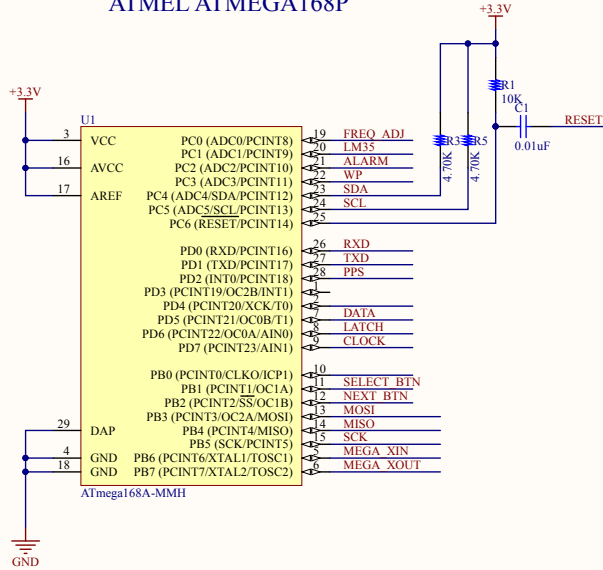 ATMEL ATMEGA168P
+3.3V
+3.3V
U1
3 VCC
16 AVCC
17 AREF
29 DAP
4 GND
18 GND
PC0 (ADC0/PCINT8) 19 FREQ_ADJ
PC1 (ADC1/PCINT9) 20 LM35
PC2 (ADC2/PCINT10) 21 ALARM
PC3 (ADC3/PCINT11) 22 WP
PC4 (ADC4/SDA/PCINT12) 23 SDA
PC5 (ADC5/SCL/PCINT13) 24 SCL
PC6 (RESET/PCINT14) 25
PD0 (RXD/PCINT16) 26 RXD
PD1 (TXD/PCINT17) 27 TXD
PD2 (INT0/PCINT18) 28 PPS
PD3 (PCINT19/OC2B/INT1) 1
PD4 (PCINT20/XCK/T0) 2
PD5 (PCINT21/OC0B/T1) 7 DATA
PD6 (PCINT22/OC0A/AIN0) 8 LATCH
PD7 (PCINT23/AIN1) 9 CLOCK
PB0 (PCINT0/CLKO/ICP1) 10
PB1 (PCINT1/OC1A) 11 SELECT_BTN
PB2 (PCINT2/SS/OC1B) 12 NEXT_BTN
PB3 (PCINT3/OC2A/MOSI) 13 MOSI
PB4 (PCINT4/MISO) 14 MISO
PB5 (SCK/PCINT5) 15 SCK
PB6 (PCINT6/XTAL1/TOSC1) 5 MEGA_XIN
PB7 (PCINT7/XTAL2/TOSC2) 6 MEGA_XOUT
ATmega168A-MMH
GND
R1
10K
C1
0.01uF
RESET
R3
4.70K
R5
4.70K